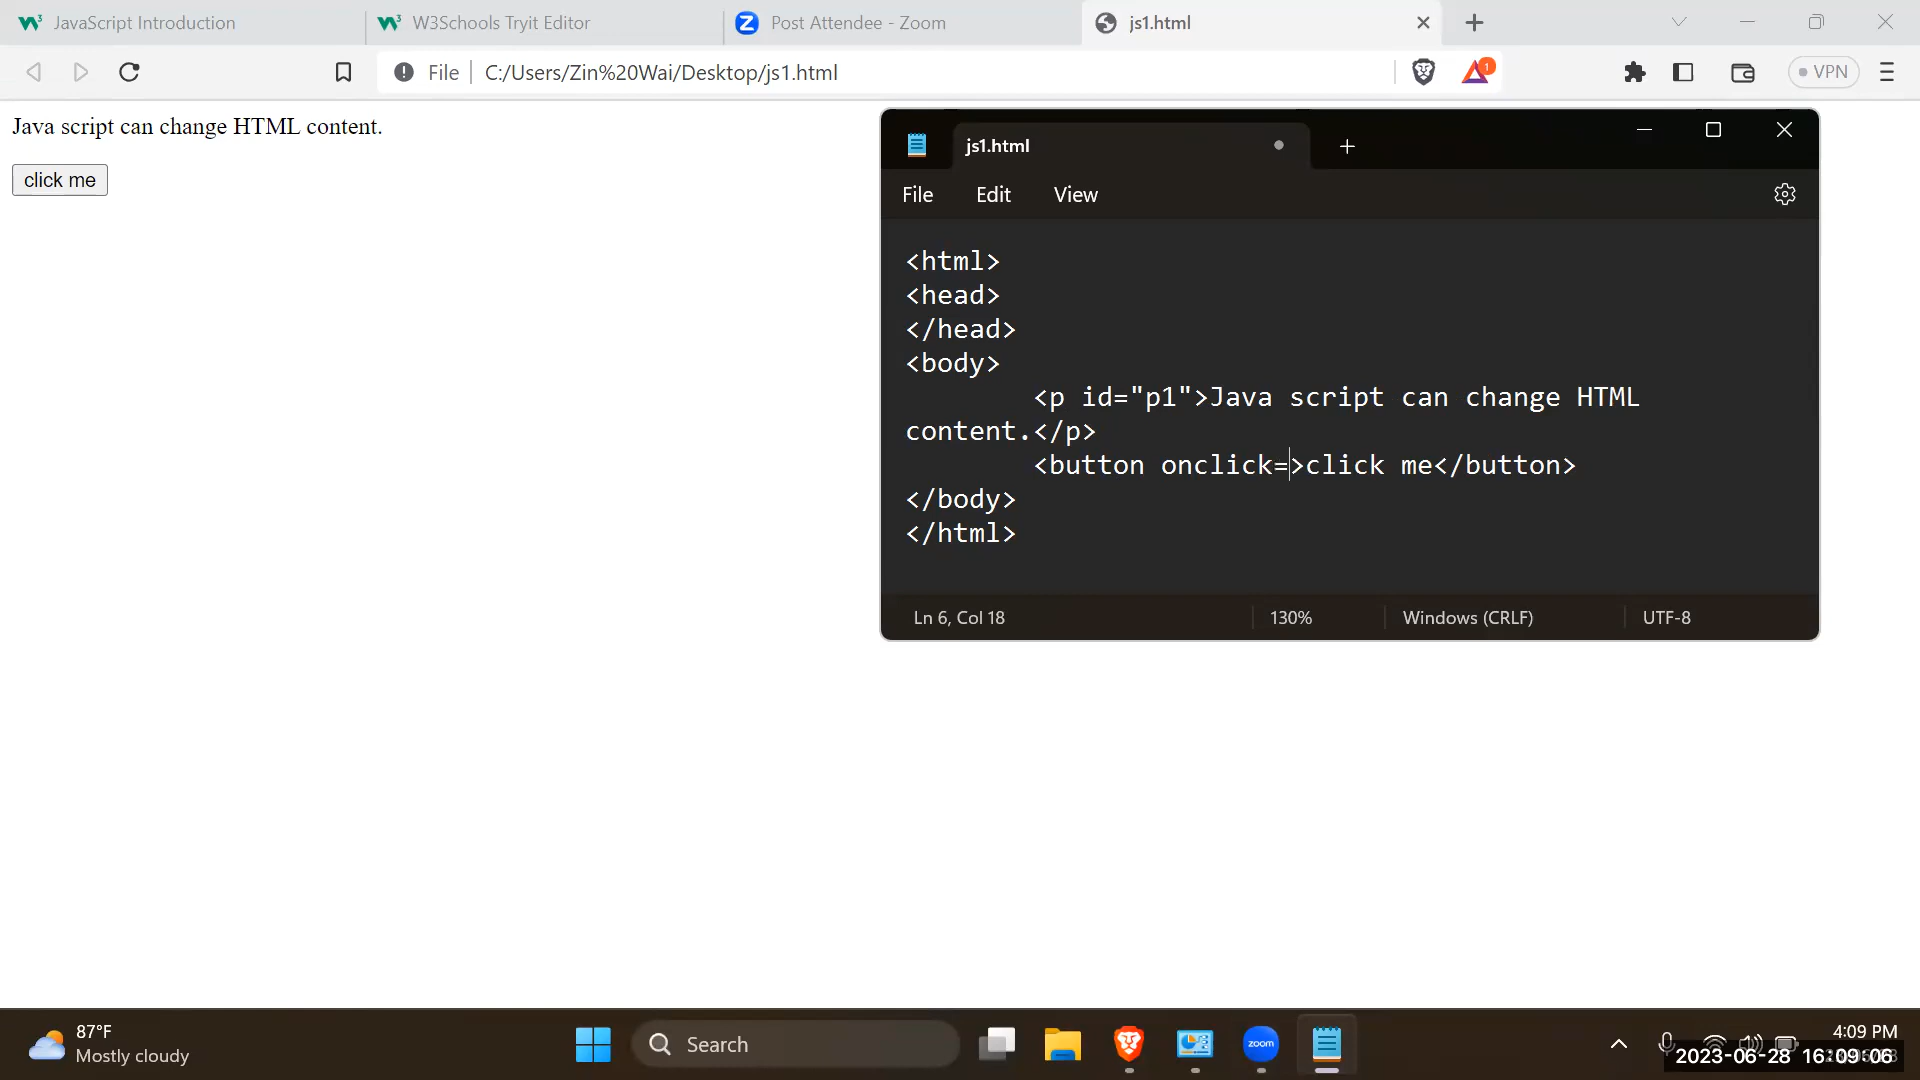 JavaScript Introduction
W3Schools Tryit Editor
Post Attendee - Zoom
js1.html
File
C:/Users/Zin%20Wai/Desktop/js1.html
1
VPN
Java script can change HTML content.
click me
js1.html
File
Edit
View
<html>
<head>
</head>
<body>
<p id="p1">Java script can change HTML
content.</p>
<button onclick=>click me</button>
</body>
</html>
Ln 6, Col 18
130%
Windows (CRLF)
UTF-8
87°F
Mostly cloudy
Search
zoom
4:09 PM
2023-06-28 16:09:06